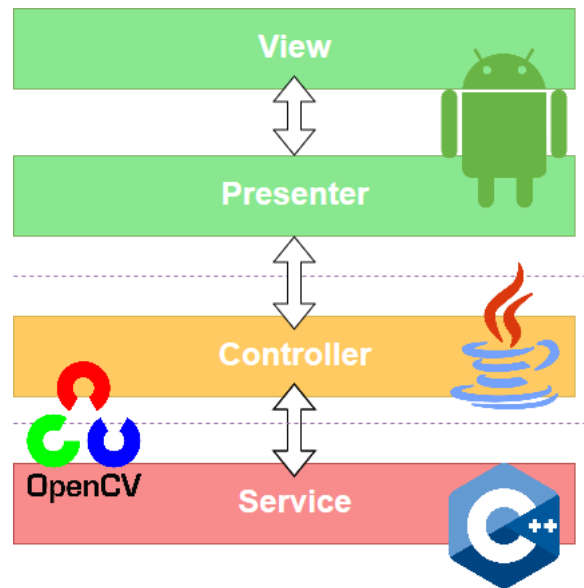 View
Presenter
Controller
OpenCV
Service
C++